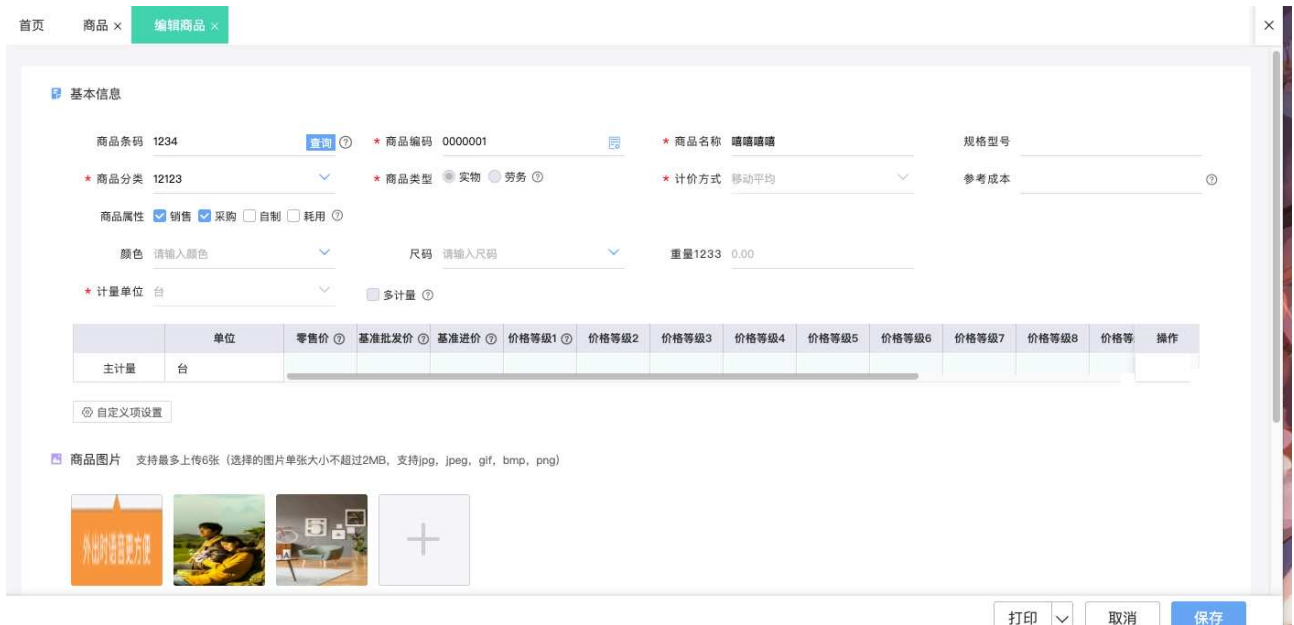 首页 商品 × 编辑商品 ×
基本信息
商品条码 1234 查询 * 商品编码 0000001 * 商品名称 嘻嘻嘻嘻 规格型号
* 商品分类 12123 * 商品类型 实物 劳务 * 计价方式 移动平均 参考成本
商品属性 销售 采购 自制 耗用
颜色 请输入颜色 尺码 请输入尺码 重量1233 0.00
* 计量单位 台 多计量
单位 零售价 基准批发价 基准进价 价格等级1 价格等级2 价格等级3 价格等级4 价格等级5 价格等级6 价格等级7 价格等级8 价格等 操作
主计量 台
自定义项设置
商品图片 支持最多上传6张（选择的图片单张大小不超过2MB，支持jpg，jpeg，gif，bmp，png）
外出时语音更方便
打印 取消 保存